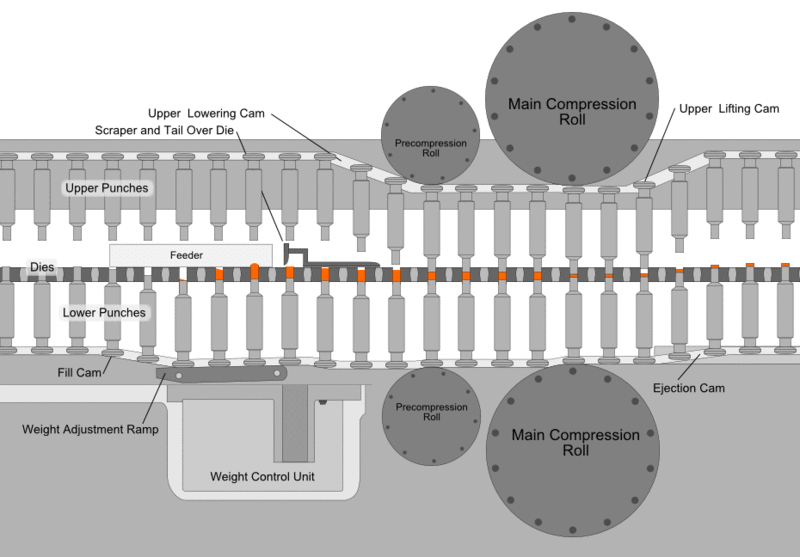 Main Compression
Roll
Upper Lowering Cam
Upper Lifting Cam
Scraper and Tail Over Die
Precompression
Roll
Upper Punches
Feeder
Dies
Lower Punches
Fill Cam
Ejection Cam
Precompression
Roll
Weight Adjustment Ramp
Main Compression
Roll
Weight Control Unit